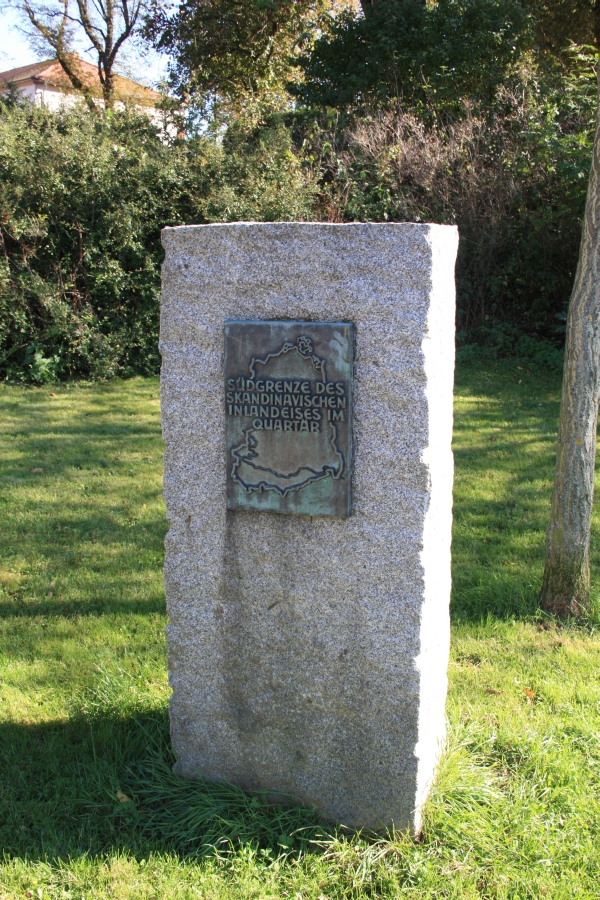 SÜDGRENZE DES
SKANDINAVISCHEN
INLANDEISES IM
QUARTÄR